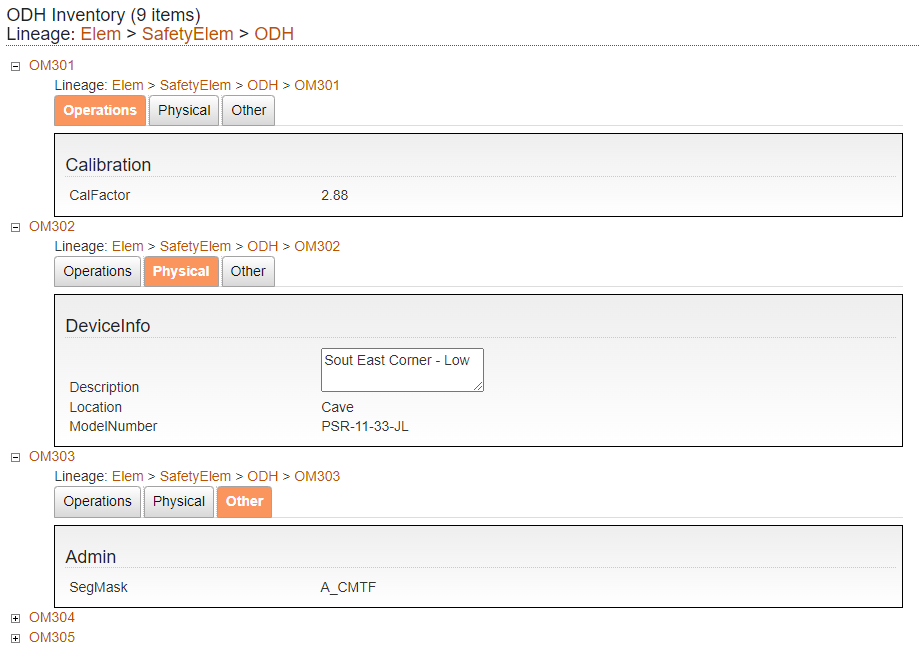 ODH Inventory (9 items)
Lineage: Elem > SafetyElem > ODH
OM301
Lineage: Elem > SafetyElem > ODH > OM301
Operations Physical Other
Calibration
CalFactor 2.88
OM302
Lineage: Elem > SafetyElem > ODH > OM302
Operations Physical Other
DeviceInfo
Sout East Corner - Low
Description
Location Cave
ModelNumber PSR-11-33-JL
OM303
Lineage: Elem > SafetyElem > ODH > OM303
Operations Physical Other
Admin
SegMask A_CMTF
OM304
OM305